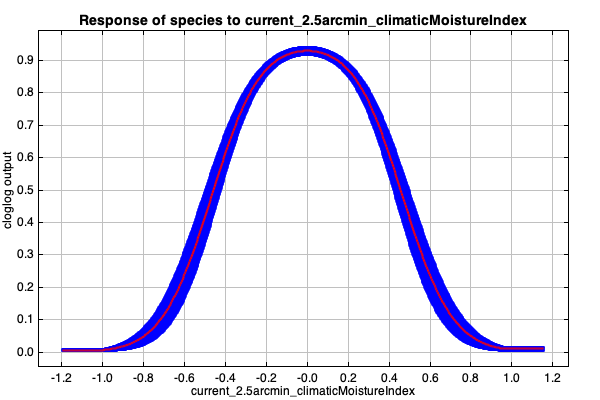 Response of species to current_2.5arcmin_climaticMoistureIndex
0.9
0.8
0.7
0.6
0.5
0.4
0.3
0.2
0.1
0.0
cloglog output
-1.2 -1.0 -0.8 -0.6 -0.4 -0.2 -0.0 0.2 0.4 0.6 0.8 1.0 1.2
current_2.5arcmin_climaticMoistureIndex